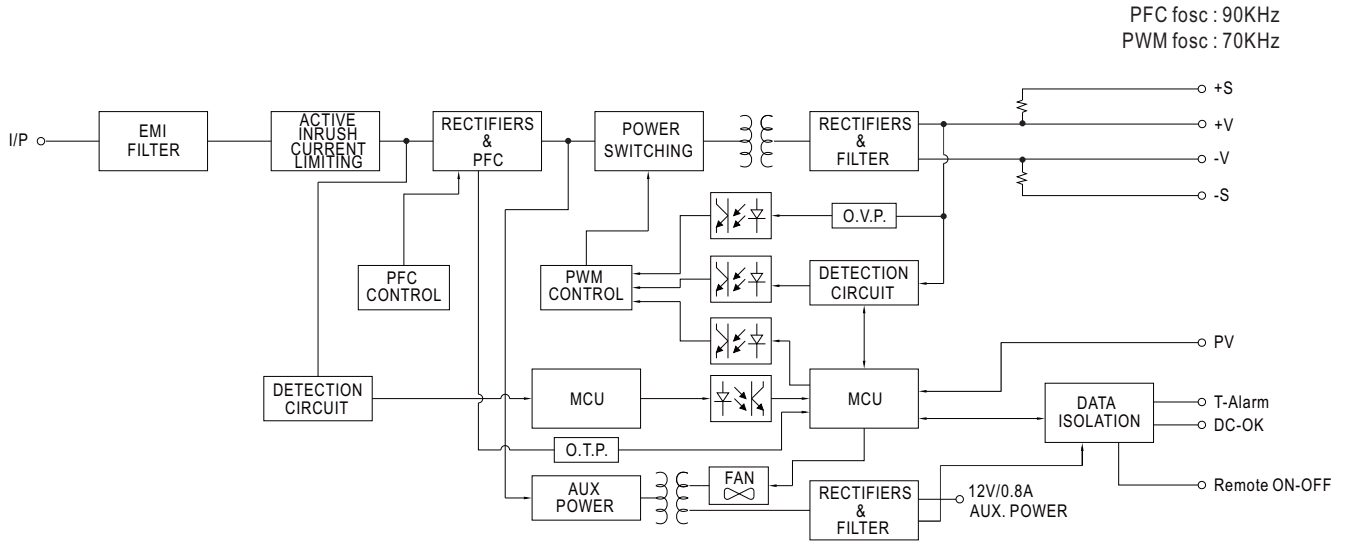 PFC fosc : 90KHz
PWM fosc : 70KHz
I/P
EMI
FILTER
ACTIVE
INRUSH
CURRENT
LIMITING
RECTIFIERS
&
PFC
POWER
SWITCHING
RECTIFIERS
&
FILTER
+S
+V
-V
-S
O.V.P.
PFC
CONTROL
PWM
CONTROL
DETECTION
CIRCUIT
PV
DETECTION
CIRCUIT
MCU
MCU
DATA
ISOLATION
T-Alarm
DC-OK
O.T.P.
AUX
POWER
FAN
RECTIFIERS
&
FILTER
12V/0.8A
AUX. POWER
Remote ON-OFF